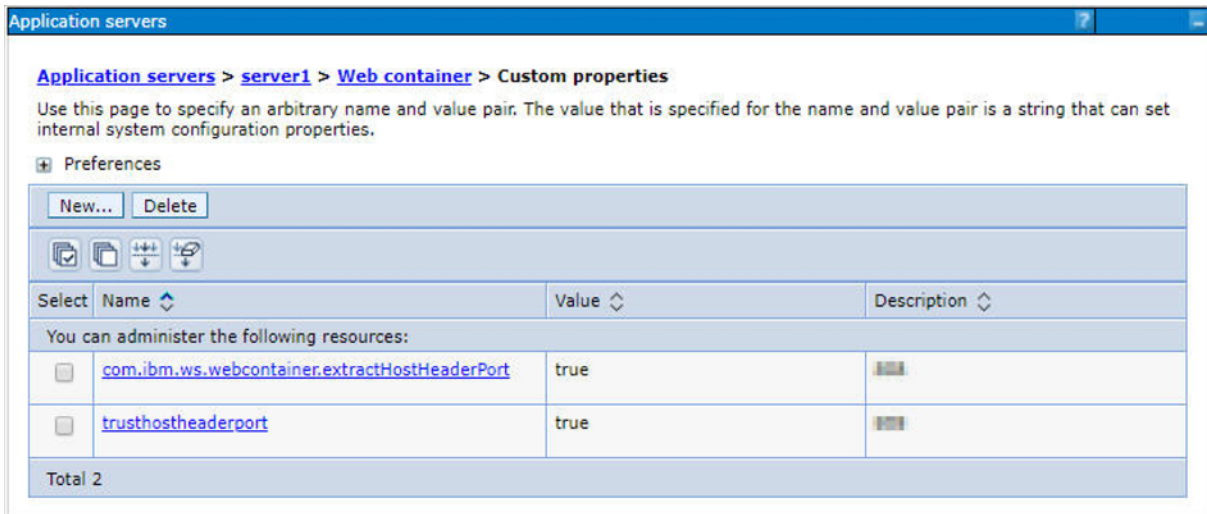 Application servers ?
Application servers > server1 > Web container > Custom properties
Use this page to specify an arbitrary name and value pair. The value that is specified for the name and value pair is a string that can set
internal system configuration properties.
Preferences
New... Delete
Select Name Value Description
You can administer the following resources:
com.ibm.ws.webcontainer.extractHostHeaderPort true
trusthostheaderport true
Total 2